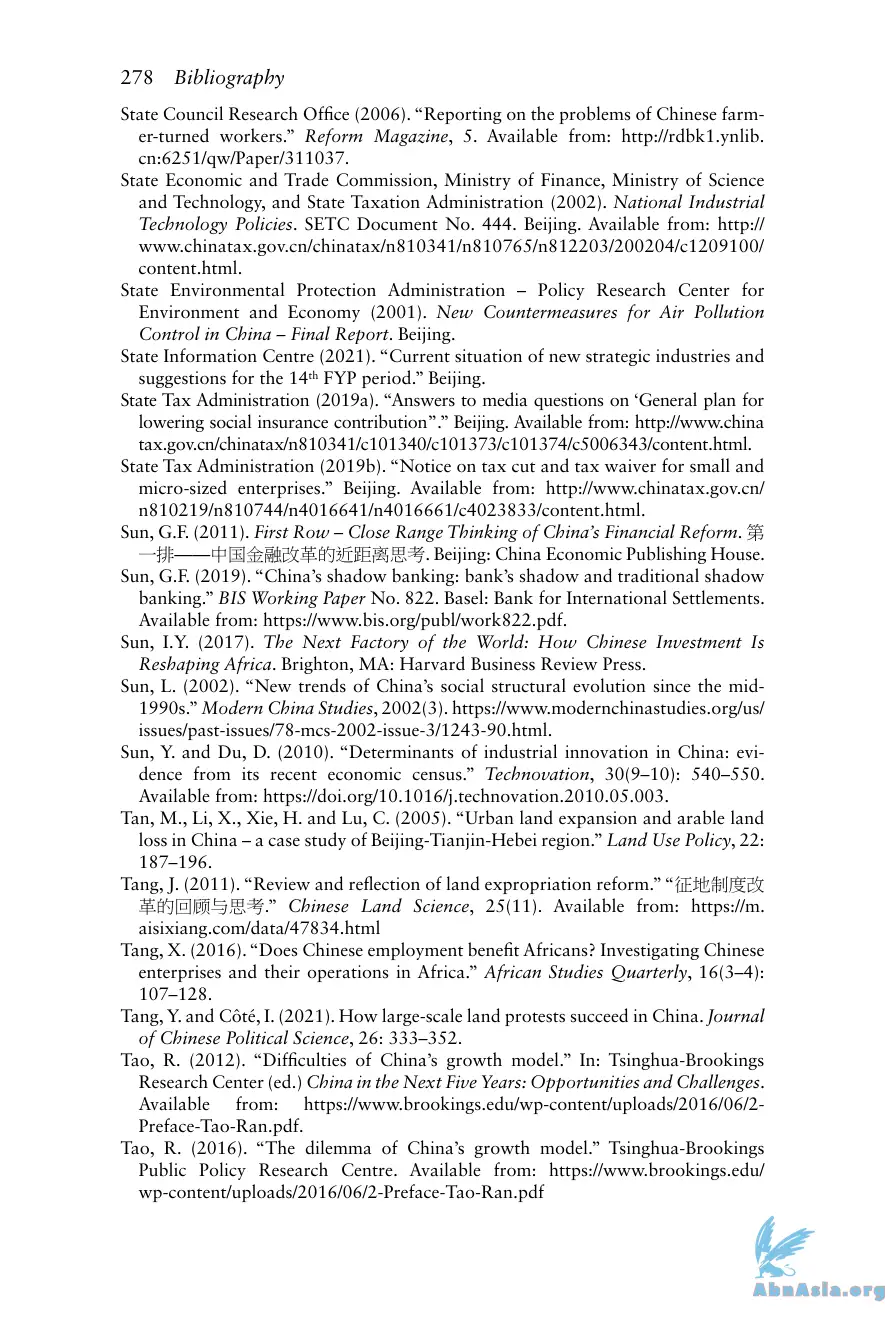 278 Bibliography
State Council Research Office (2006). “Reporting on the problems of Chinese farm-
er-turned workers.” Reform Magazine, 5. Available from: http://rdbk1.ynlib.
cn:6251/qw/Paper/311037.
State Economic and Trade Commission, Ministry of Finance, Ministry of Science
and Technology, and State Taxation Administration (2002). National Industrial
Technology Policies. SETC Document No. 444. Beijing. Available from: http://
www.chinatax.gov.cn/chinatax/n810341/n810765/n812203/200204/c1209100/
content.html.
State Environmental Protection Administration – Policy Research Center for
Environment and Economy (2001). New Countermeasures for Air Pollution
Control in China – Final Report. Beijing.
State Information Centre (2021). “Current situation of new strategic industries and
suggestions for the 14th FYP period.” Beijing.
State Tax Administration (2019a). “Answers to media questions on ‘General plan for
lowering social insurance contribution”.” Beijing. Available from: http://www.china
tax.gov.cn/chinatax/n810341/c101340/c101373/c101374/c5006343/content.html.
State Tax Administration (2019b). “Notice on tax cut and tax waiver for small and
micro-sized enterprises.” Beijing. Available from: http://www.chinatax.gov.cn/
n810219/n810744/n4016641/n4016661/c4023833/content.html.
Sun, G.F. (2011). First Row – Close Range Thinking of China’s Financial Reform. 第
一排——中国金融改革的近距离思考. Beijing: China Economic Publishing House.
Sun, G.F. (2019). “China’s shadow banking: bank’s shadow and traditional shadow
banking.” BIS Working Paper No. 822. Basel: Bank for International Settlements.
Available from: https://www.bis.org/publ/work822.pdf.
Sun, I.Y. (2017). The Next Factory of the World: How Chinese Investment Is
Reshaping Africa. Brighton, MA: Harvard Business Review Press.
Sun, L. (2002). “New trends of China’s social structural evolution since the mid-
1990s.” Modern China Studies, 2002(3). https://www.modernchinastudies.org/us/
issues/past-issues/78-mcs-2002-issue-3/1243-90.html.
Sun, Y. and Du, D. (2010). “Determinants of industrial innovation in China: evi-
dence from its recent economic census.” Technovation, 30(9–10): 540–550.
Available from: https://doi.org/10.1016/j.technovation.2010.05.003.
Tan, M., Li, X., Xie, H. and Lu, C. (2005). “Urban land expansion and arable land
loss in China – a case study of Beijing-Tianjin-Hebei region.” Land Use Policy, 22:
187–196.
Tang, J. (2011). “Review and reflection of land expropriation reform.” “征地制度改
革的回顾与思考.” Chinese Land Science, 25(11). Available from: https://m.
aisixiang.com/data/47834.html
Tang, X. (2016). “Does Chinese employment benefit Africans? Investigating Chinese
enterprises and their operations in Africa.” African Studies Quarterly, 16(3–4):
107–128.
Tang, Y. and Côté, I. (2021). How large-scale land protests succeed in China. Journal
of Chinese Political Science, 26: 333–352.
Tao, R. (2012). “Difficulties of China’s growth model.” In: Tsinghua-Brookings
Research Center (ed.) China in the Next Five Years: Opportunities and Challenges.
Available from: https://www.brookings.edu/wp-content/uploads/2016/06/2-
Preface-Tao-Ran.pdf.
Tao, R. (2016). “The dilemma of China’s growth model.” Tsinghua-Brookings
Public Policy Research Centre. Available from: https://www.brookings.edu/
wp-content/uploads/2016/06/2-Preface-Tao-Ran.pdf
AbnAsia.org